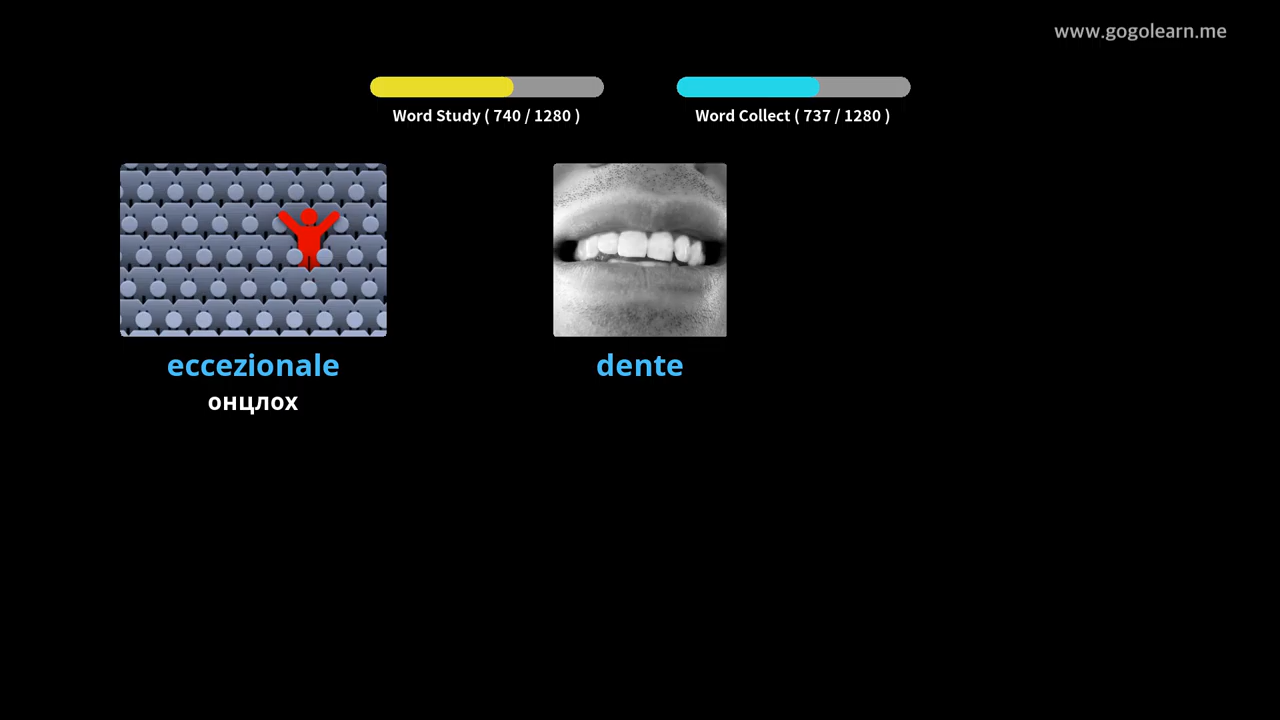 www.gogolearn.me
Word Study ( 740 / 1280 )
Word Collect ( 737 / 1280 )
eccezionale
онцлох
dente